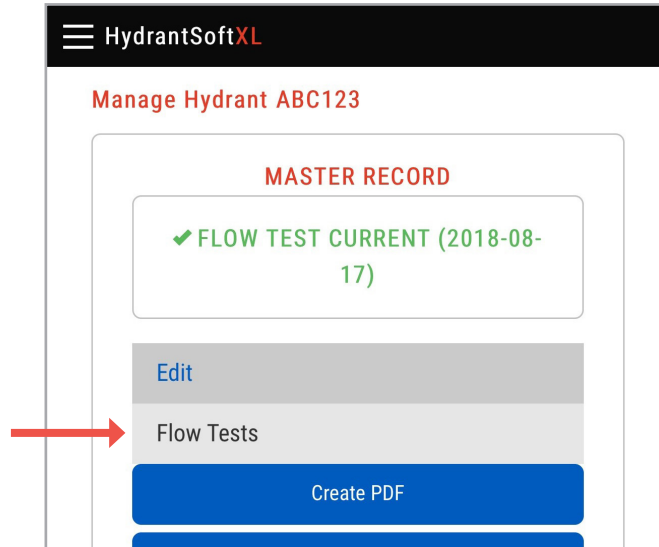 HydrantSoftXL
Manage Hydrant ABC123
MASTER RECORD
FLOW TEST CURRENT (2018-08-
17)
Edit
Flow Tests
Create PDF